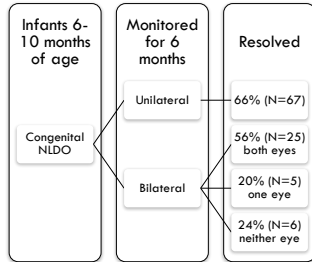 Infants 6-
10 months
of age
Monitored
for 6
months
Resolved
Congenital
NLDO
Unilateral
Bilateral
66% (N=67)
56% (N=25)
both eyes
20% (N=5)
one eye
24% (N=6)
neither eye